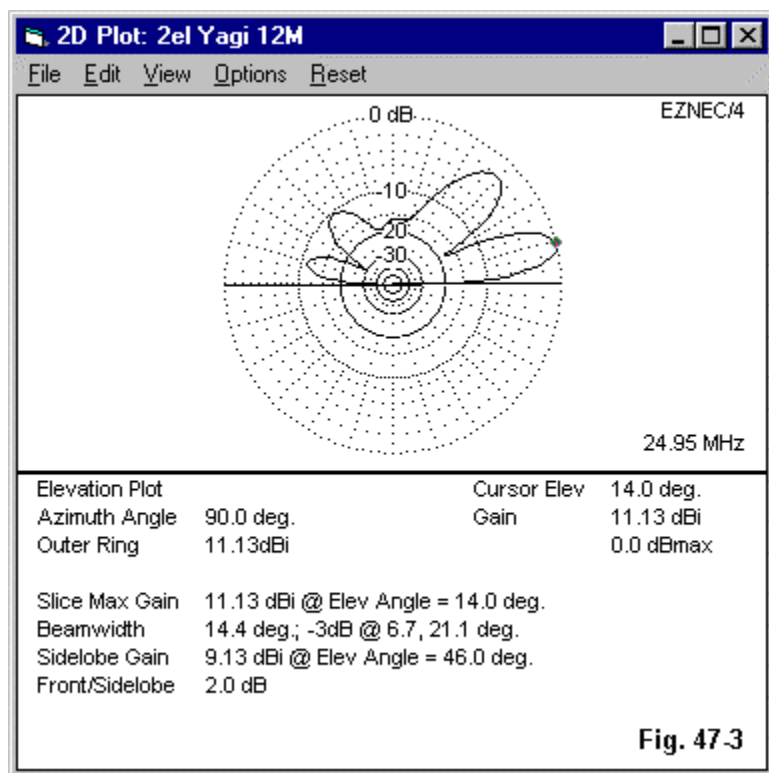 2D Plot: 2el Yagi 12M
File Edit View Options Reset
0 dB
EZNEC/4
-10
-20
-30
24.95 MHz
Elevation Plot Cursor Elev 14.0 deg.
Azimuth Angle 90.0 deg. Gain 11.13 dBi
Outer Ring 11.13dBi 0.0 dBmax
Slice Max Gain 11.13 dBi @ Elev Angle = 14.0 deg.
Beamwidth 14.4 deg.; -3dB @ 6.7, 21.1 deg.
Sidelobe Gain 9.13 dBi @ Elev Angle = 46.0 deg.
Front/Sidelobe 2.0 dB
Fig. 47-3